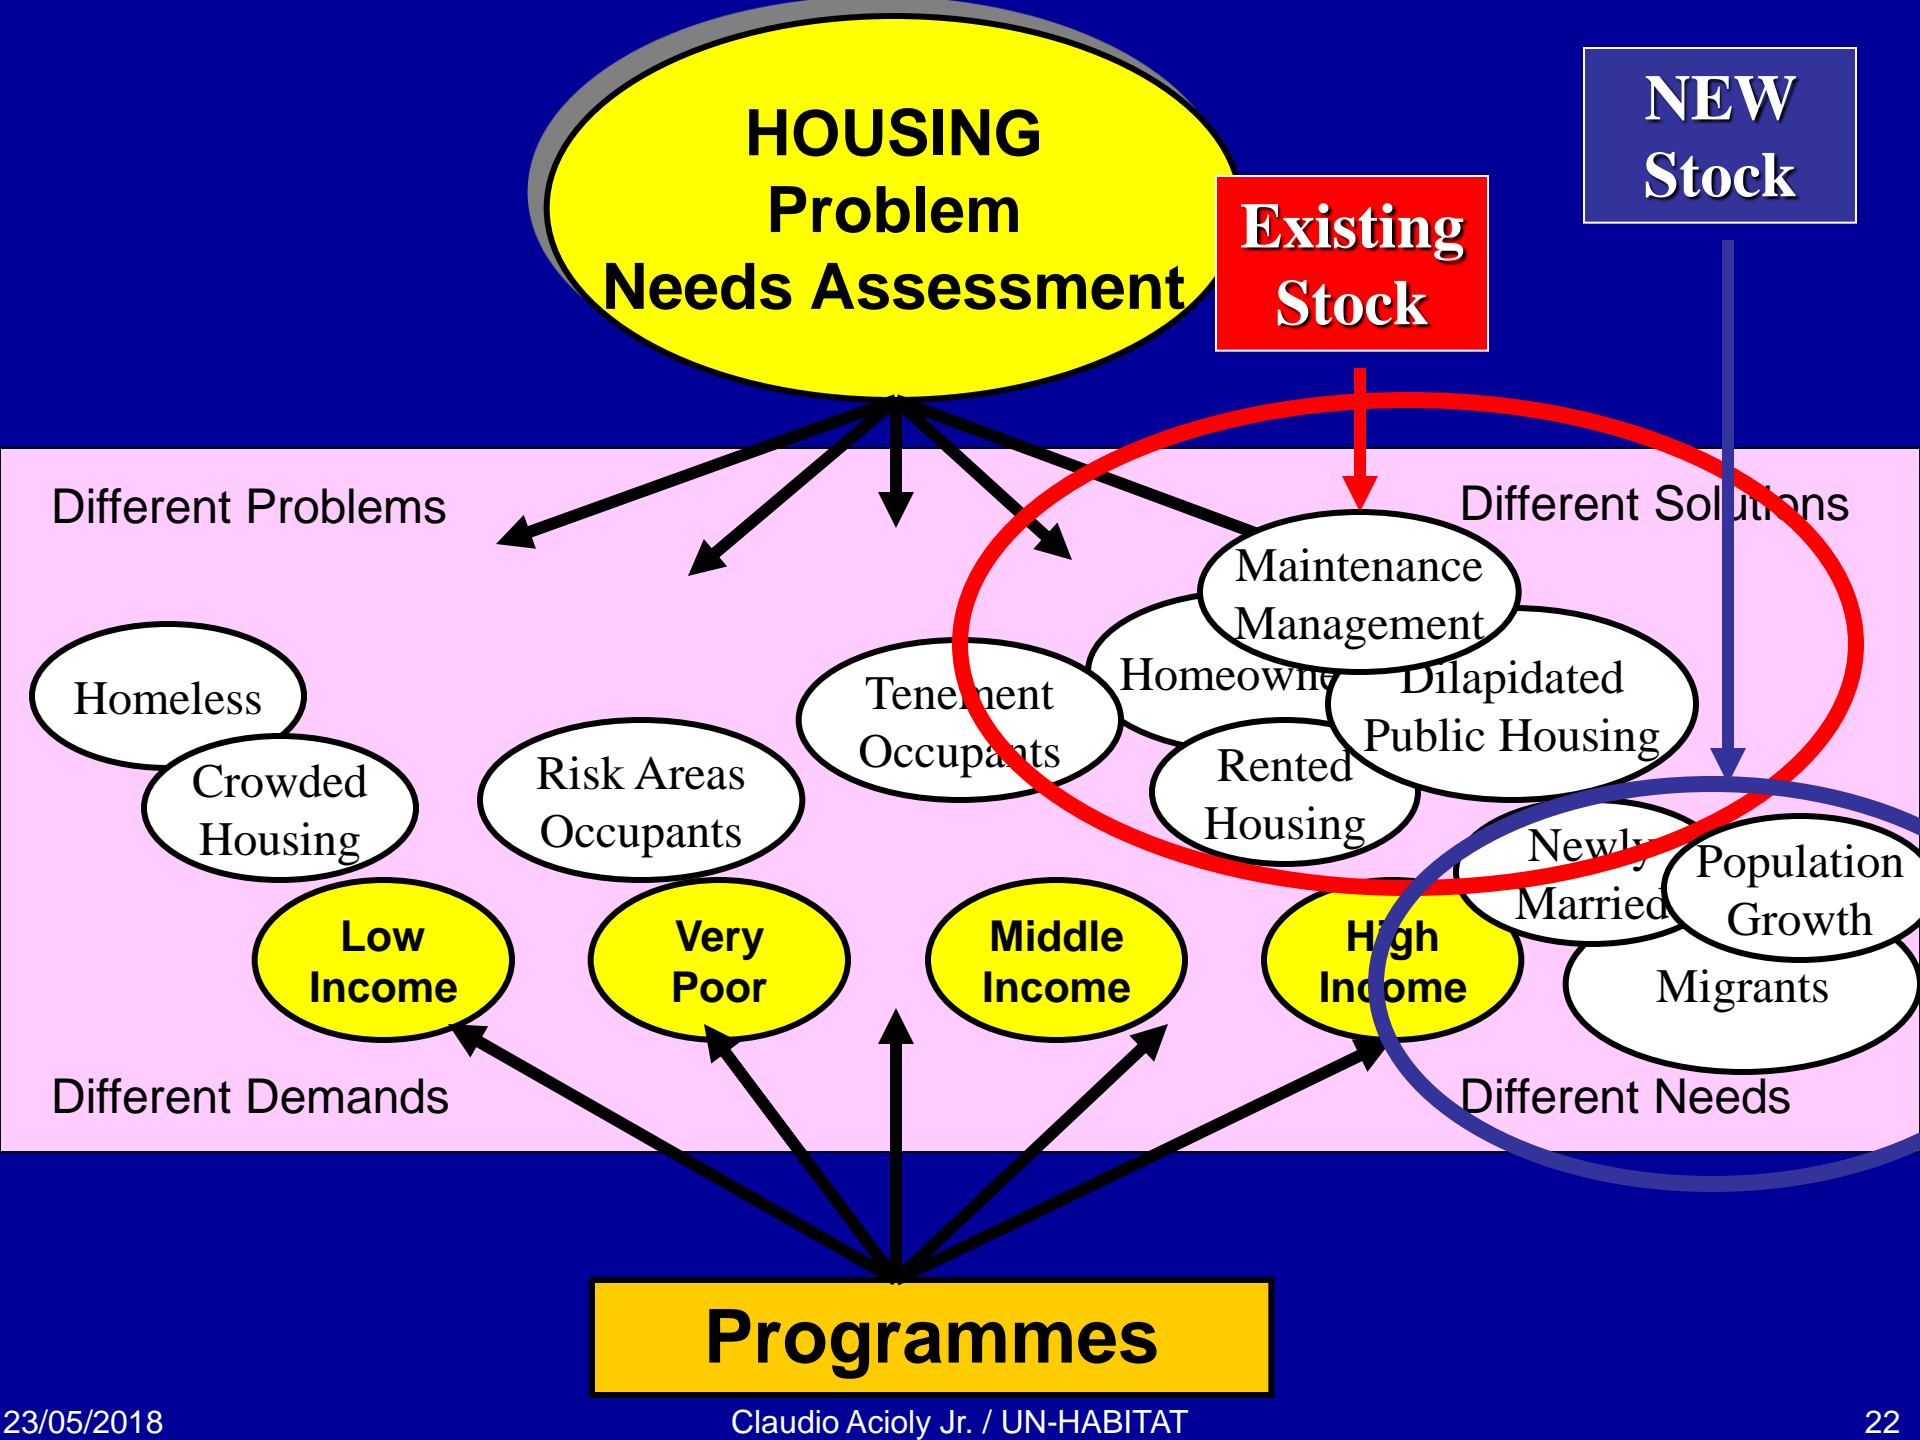 HOUSING
Problem
Needs Assessment
NEW
Stock
Existing
Stock
Different Problems
Different Solutions
Maintenance
Management
Homeless
Tenement
Occupants
Dilapidated
Public Housing
Crowded
Housing
Risk Areas
Occupants
Rented
Housing
Newly
Married
Population
Growth
Low
Income
Very
Poor
Middle
Income
High
Income
Migrants
Different Demands
Different Needs
Programmes
23/05/2018
Claudio Acioly Jr. / UN-HABITAT
22